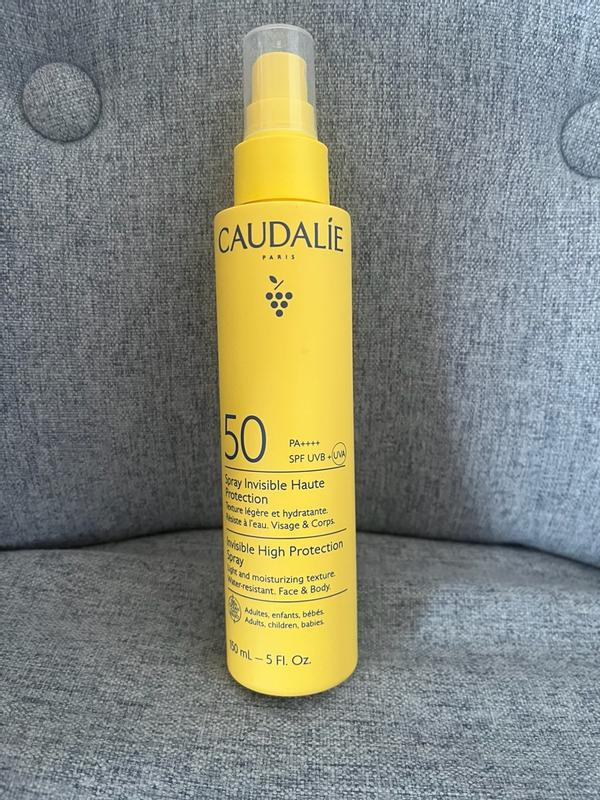 CAUDALÍE
PARIS
50
PA++++
SPF UVB + UVA
Spray Invisible Haute
Protection
Texture légère et hydratante.
Résiste à l'eau. Visage & Corps.
Invisible High Protection
Spray
Light and moisturizing texture.
Water-resistant. Face & Body.
Adultes, enfants, bébés.
Adults, children, babies.
150 mL – 5 Fl. Oz.